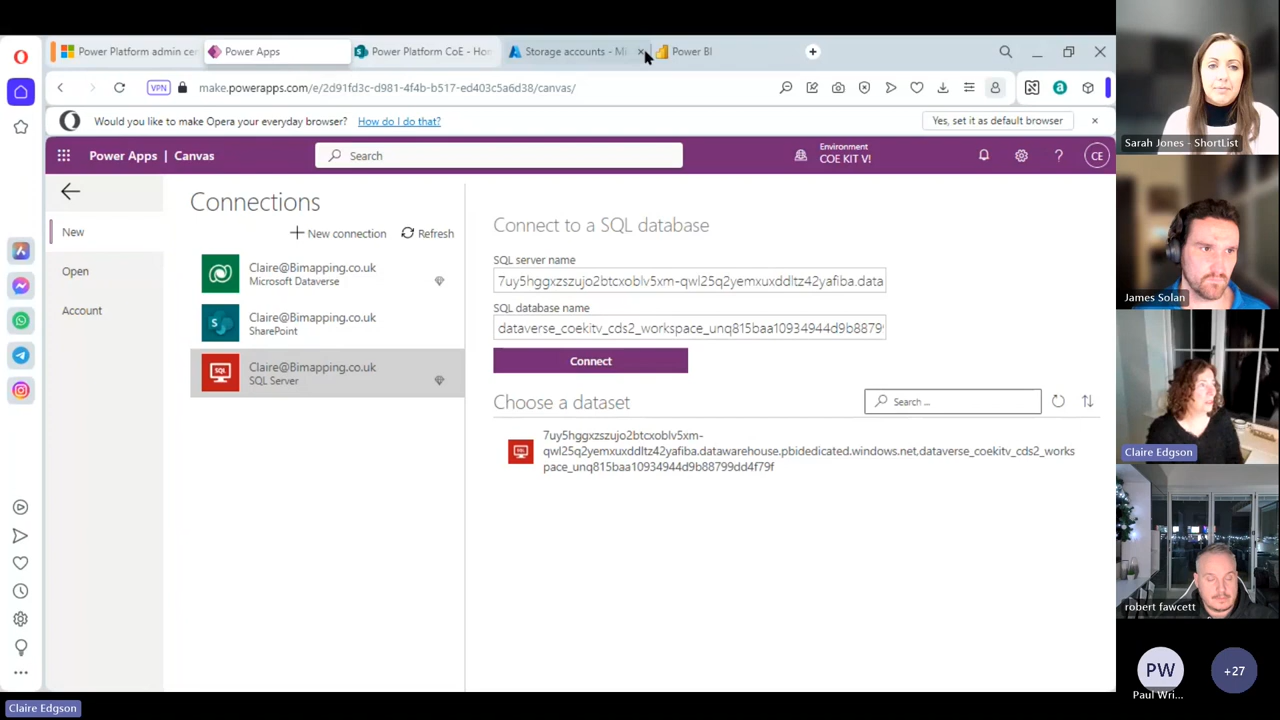 Power Platform admin cen
Power Apps
Power Platform CoE - Hom
Storage accounts - Mi
Power BI
VPN
make.powerapps.com/e/2d91fd3c-d981-4f4b-b517-ed403c5a6d38/canvas/
Would you like to make Opera your everyday browser?
How do I do that?
Yes, set it as default browser
Power Apps | Canvas
Search
Environment
COE KIT V!
CE
New
Open
Account
Connections
New connection
Refresh
Claire@Bimapping.co.uk
Microsoft Dataverse
Claire@Bimapping.co.uk
SharePoint
SQL
Claire@Bimapping.co.uk
SQL Server
Connect to a SQL database
SQL server name
7uy5hggxzszujo2btcxoblv5xm-qwl25q2yemxuxddltz42yafiba.data
SQL database name
dataverse_coekitv_cds2_workspace_unq815baa10934944d9b8879
Connect
Choose a dataset
Search ...
7uy5hggxzszujo2btcxoblv5xm-
qwl25q2yemxuxddltz42yafiba.datawarehouse.pbidedicated.windows.net,dataverse_coekitv_cds2_works
pace_unq815baa10934944d9b88799dd4f79f
Sarah Jones - ShortList
James Solan
Claire Edgson
robert fawcett
PW
Paul Wri...
+27
Claire Edgson